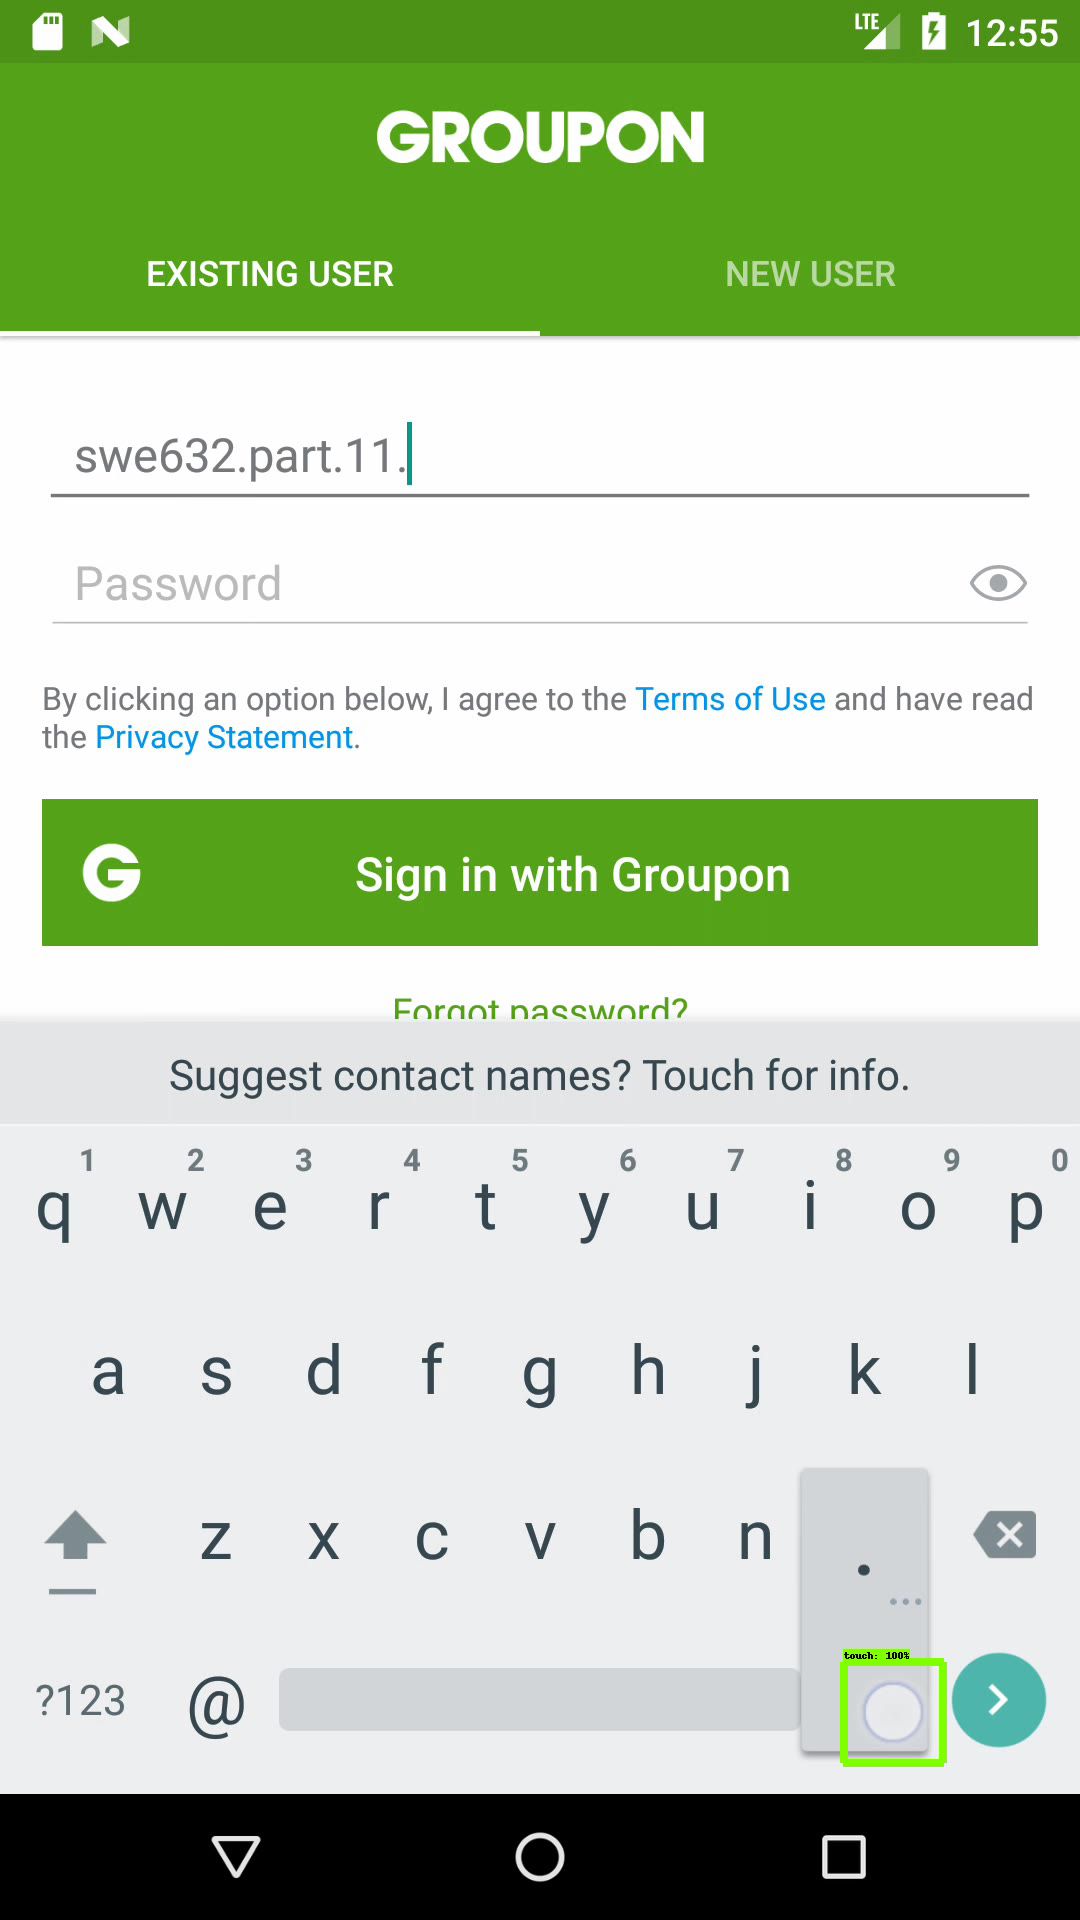 LTE 12:55
GROUPON
EXISTING USER NEW USER
swe632.part.11.
Password
By clicking an option below, I agree to the Terms of Use and have read
the Privacy Statement.
G Sign in with Groupon
Forgot password?
Suggest contact names? Touch for info.
1 2 3 4 5 6 7 8 9 0
q w e r t y u i o p
a s d f g h j k l
z x c v b n .
...
touch: 100%
?123 @